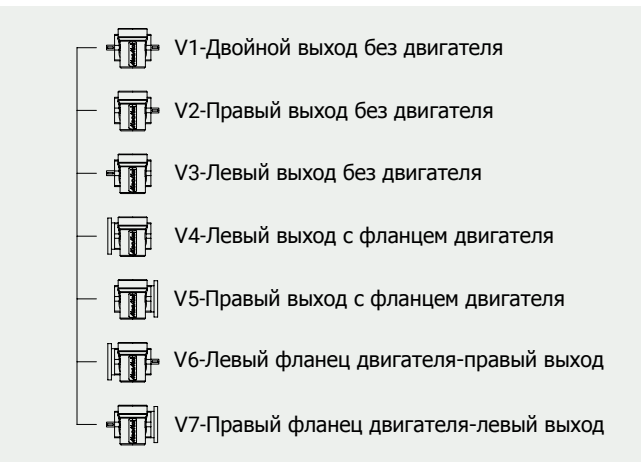 V1-Двойной выход без двигателя
V2-Правый выход без двигателя
V3-Левый выход без двигателя
V4-Левый выход с фланцем двигателя
V5-Правый выход с фланцем двигателя
V6-Левый фланец двигателя-правый выход
V7-Правый фланец двигателя-левый выход